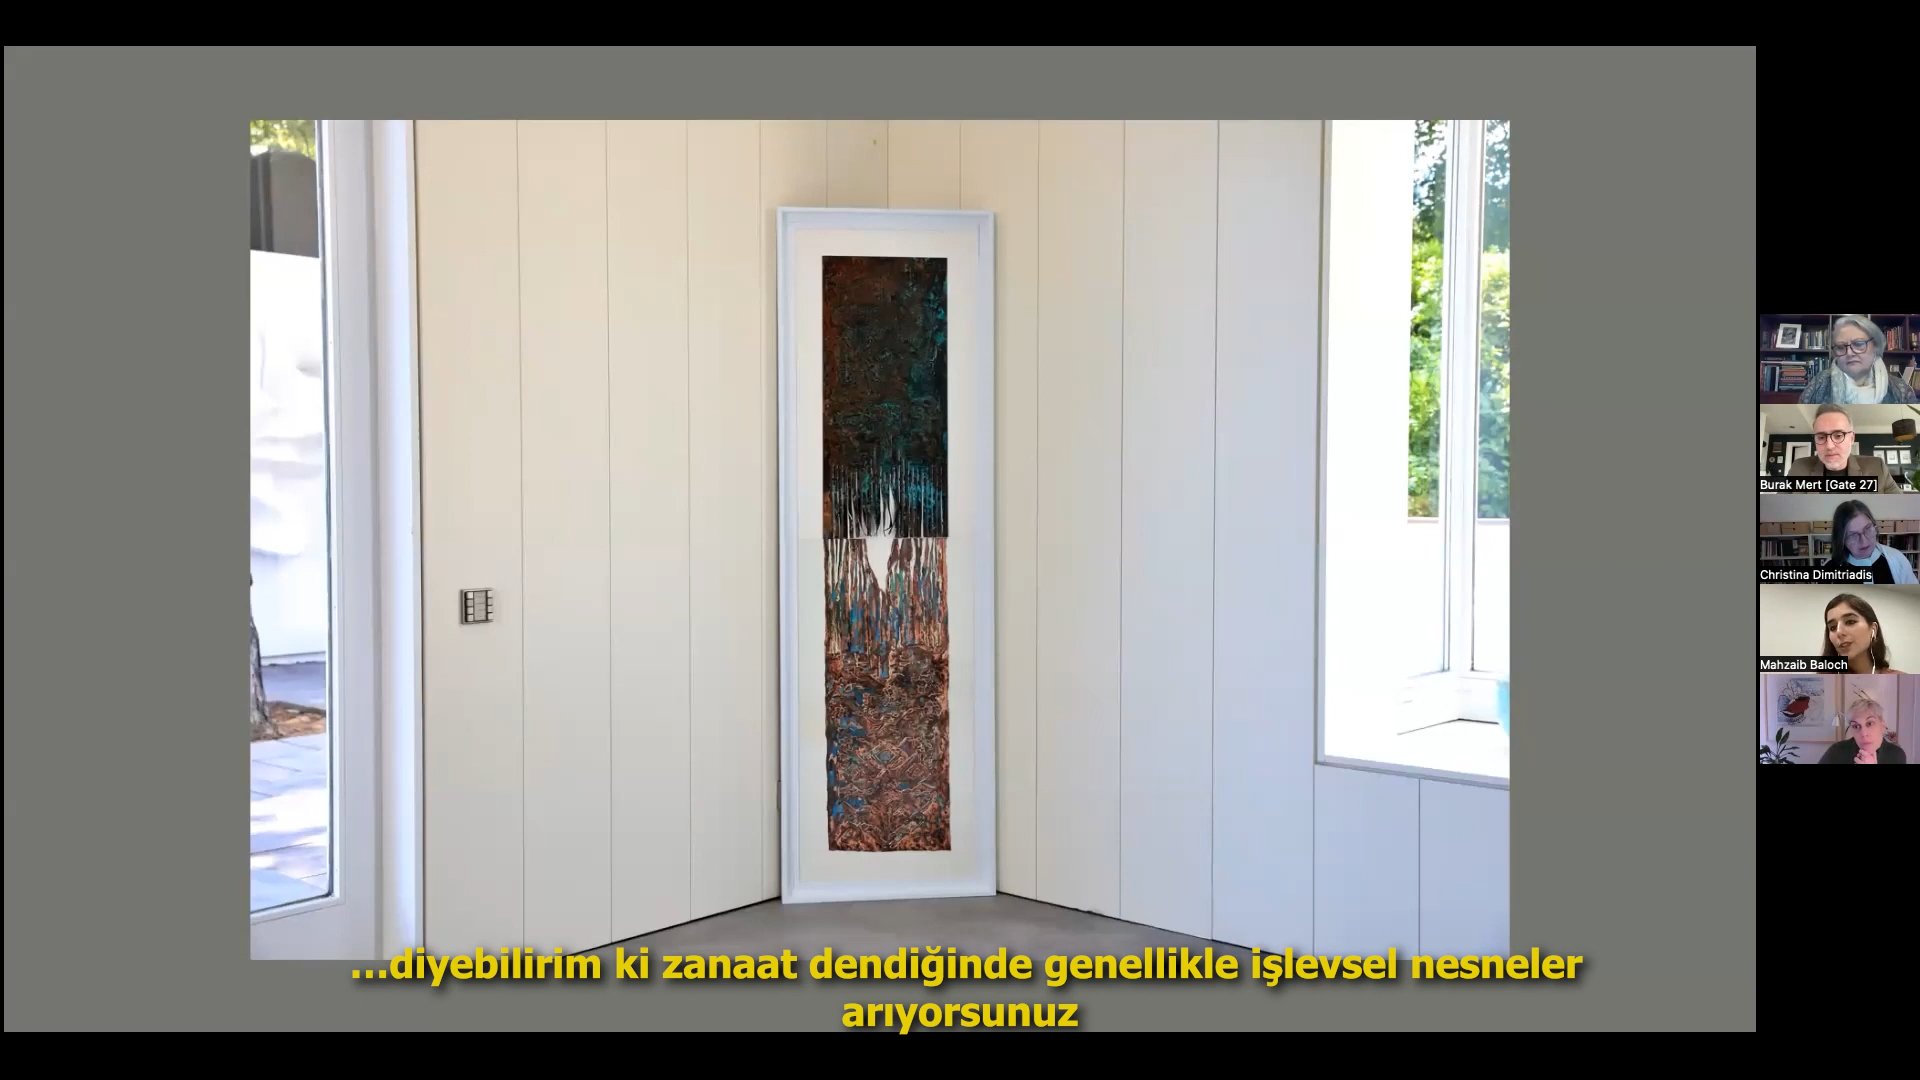 Burak Mert [Gate 27]
Christina Dimitriadis
Mahzaib Baloch
...diyebilirim ki zanaat dendiğinde genellikle işlevsel nesneler
arıyorsunuz